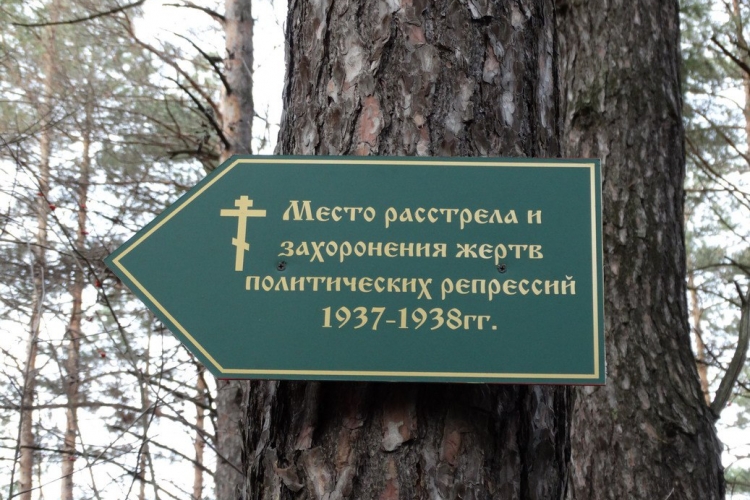 Место расстрела и
захоронения жертв
политических репрессий
1937-1938гг.